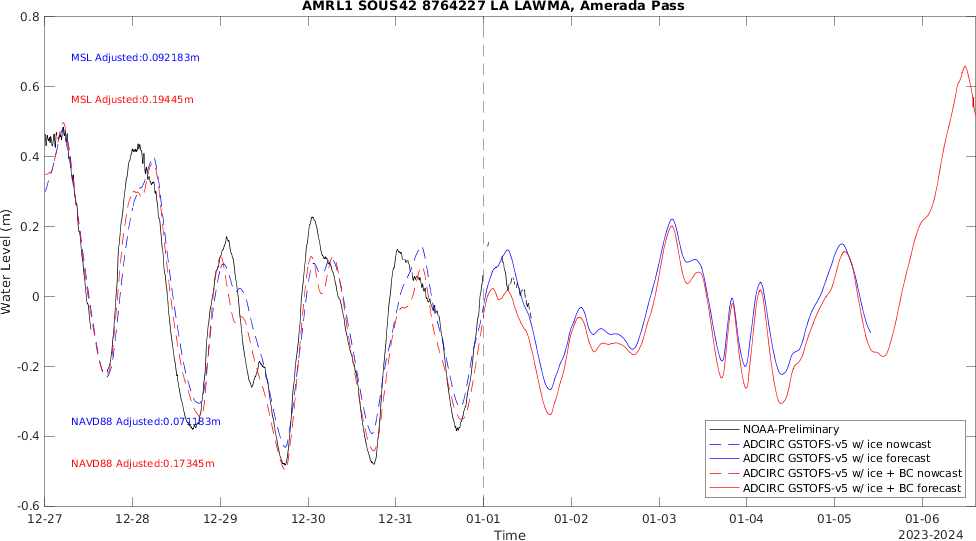 AMRL1 SOUS42 8764227 LA LAWMA, Amerada Pass
MSL Adjusted:0.092183m
MSL Adjusted:0.19445m
NAVD88 Adjusted:0.071183m
NAVD88 Adjusted:0.17345m
Water Level (m)
0.8
0.6
0.4
0.2
0
-0.2
-0.4
-0.6
NOAA-Preliminary
ADCIRC GSTOFS-v5 w/ ice nowcast
ADCIRC GSTOFS-v5 w/ ice forecast
ADCIRC GSTOFS-v5 w/ ice + BC nowcast
ADCIRC GSTOFS-v5 w/ ice + BC forecast
12-27 12-28 12-29 12-30 12-31 01-01 01-02 01-03 01-04 01-05 01-06
Time
2023-2024